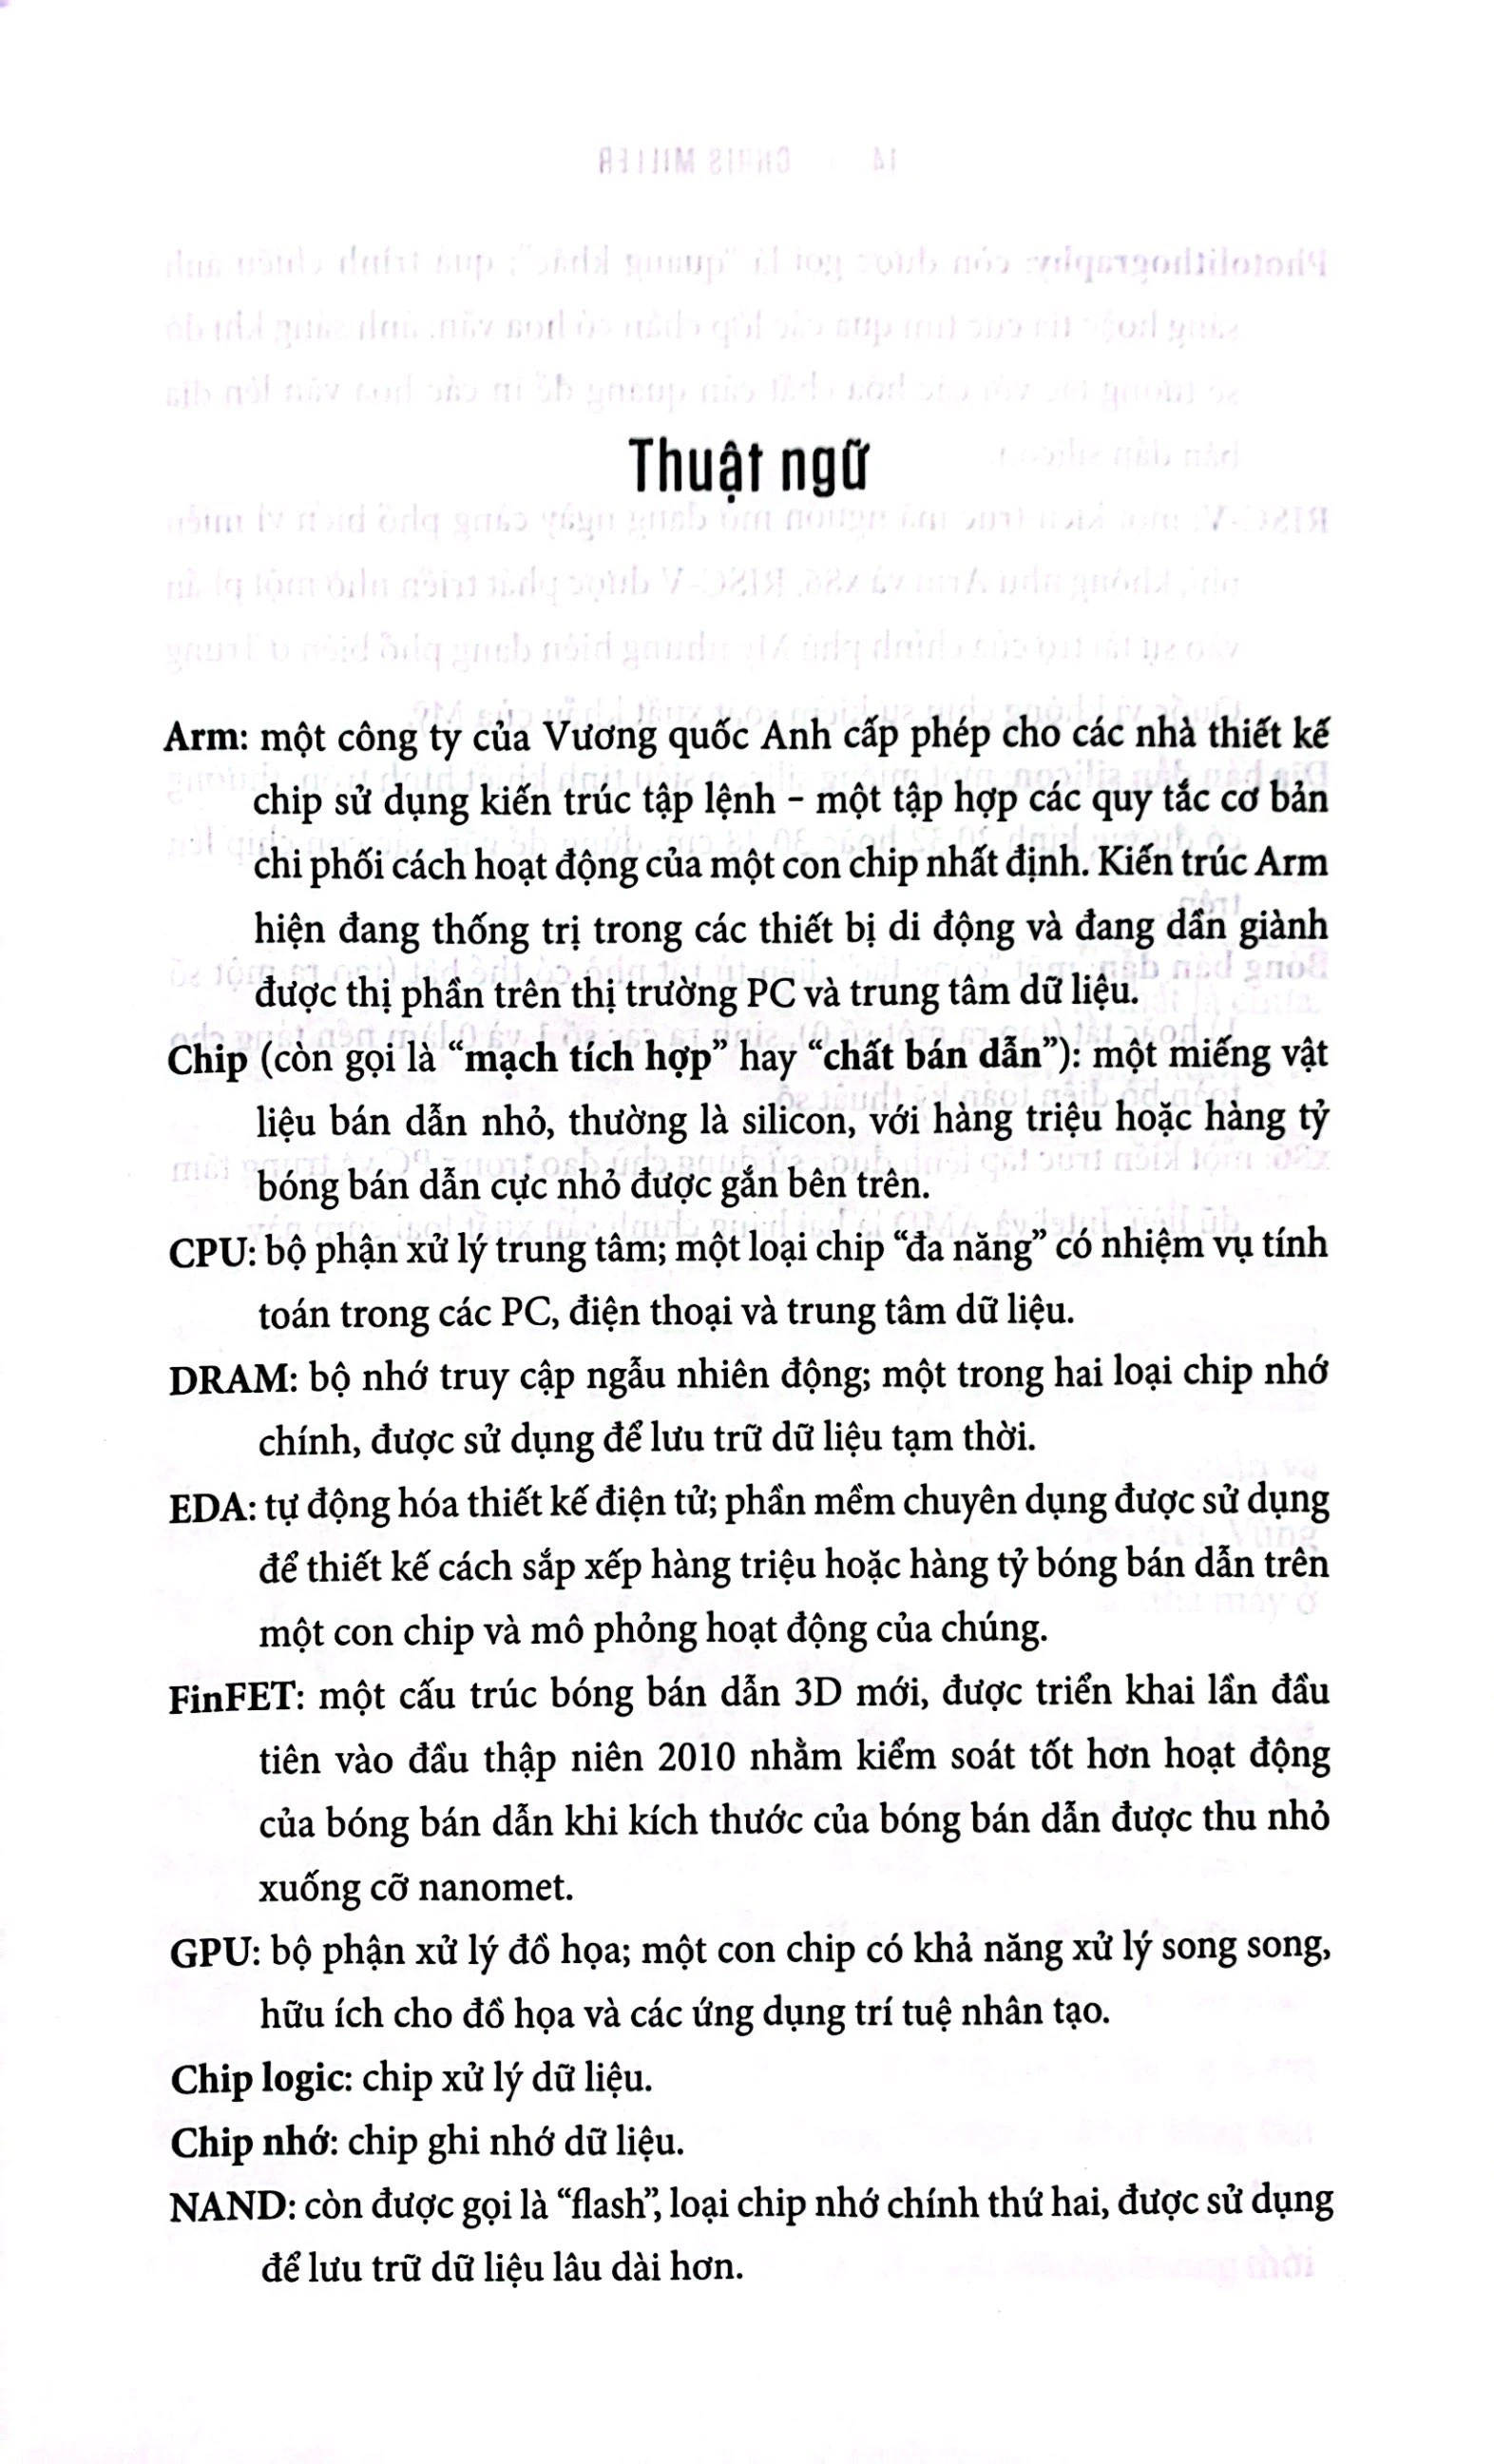 Thuật ngữ
Arm: một công ty của Vương quốc Anh cấp phép cho các nhà thiết kế
chip sử dụng kiến trúc tập lệnh – một tập hợp các quy tắc cơ bản
chi phối cách hoạt động của một con chip nhất định. Kiến trúc Arm
hiện đang thống trị trong các thiết bị di động và đang dần giành
được thị phần trên thị trường PC và trung tâm dữ liệu.
Chip (còn gọi là “mạch tích hợp” hay “chất bán dẫn”): một miếng vật
liệu bán dẫn nhỏ, thường là silicon, với hàng triệu hoặc hàng tỷ
bóng bán dẫn cực nhỏ được gắn bên trên.
CPU: bộ phận xử lý trung tâm; một loại chip “đa năng” có nhiệm vụ tính
toán trong các PC, điện thoại và trung tâm dữ liệu.
DRAM: bộ nhớ truy cập ngẫu nhiên động; một trong hai loại chip nhớ
chính, được sử dụng để lưu trữ dữ liệu tạm thời.
EDA: tự động hóa thiết kế điện tử; phần mềm chuyên dụng được sử dụng
để thiết kế cách sắp xếp hàng triệu hoặc hàng tỷ bóng bán dẫn trên
một con chip và mô phỏng hoạt động của chúng.
FinFET: một cấu trúc bóng bán dẫn 3D mới, được triển khai lần đầu
tiên vào đầu thập niên 2010 nhằm kiểm soát tốt hơn hoạt động
của bóng bán dẫn khi kích thước của bóng bán dẫn được thu nhỏ
xuống cỡ nanomet.
GPU: bộ phận xử lý đồ họa; một con chip có khả năng xử lý song song,
hữu ích cho đồ họa và các ứng dụng trí tuệ nhân tạo.
Chip logic: chip xử lý dữ liệu.
Chip nhớ: chip ghi nhớ dữ liệu.
NAND: còn được gọi là “flash”, loại chip nhớ chính thứ hai, được sử dụng
để lưu trữ dữ liệu lâu dài hơn.